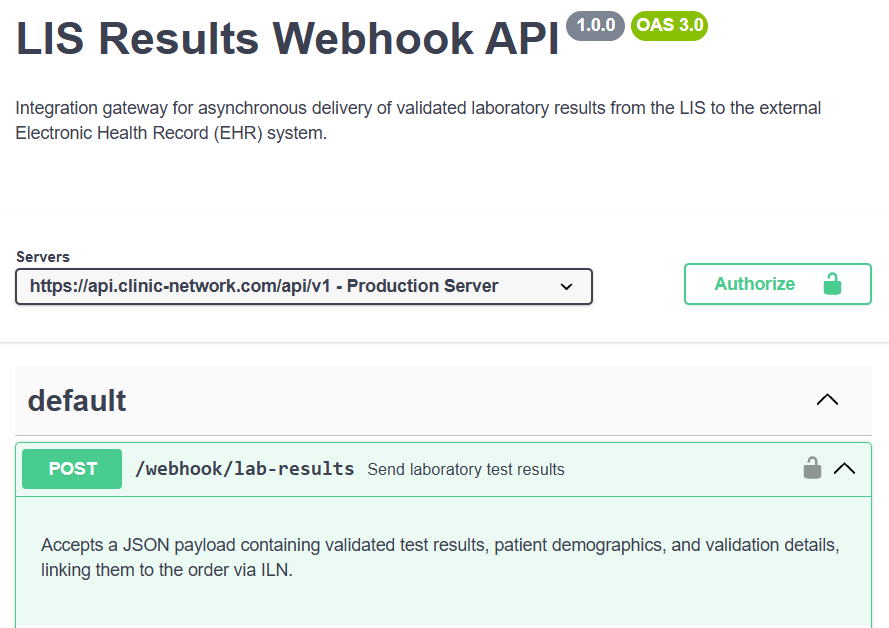 LIS Results Webhook API 1.0.0 OAS 3.0
Integration gateway for asynchronous delivery of validated laboratory results from the LIS to the external
Electronic Health Record (EHR) system.
Servers
https://api.clinic-network.com/api/v1 - Production Server
Authorize
default
POST /webhook/lab-results Send laboratory test results
Accepts a JSON payload containing validated test results, patient demographics, and validation details,
linking them to the order via ILN.